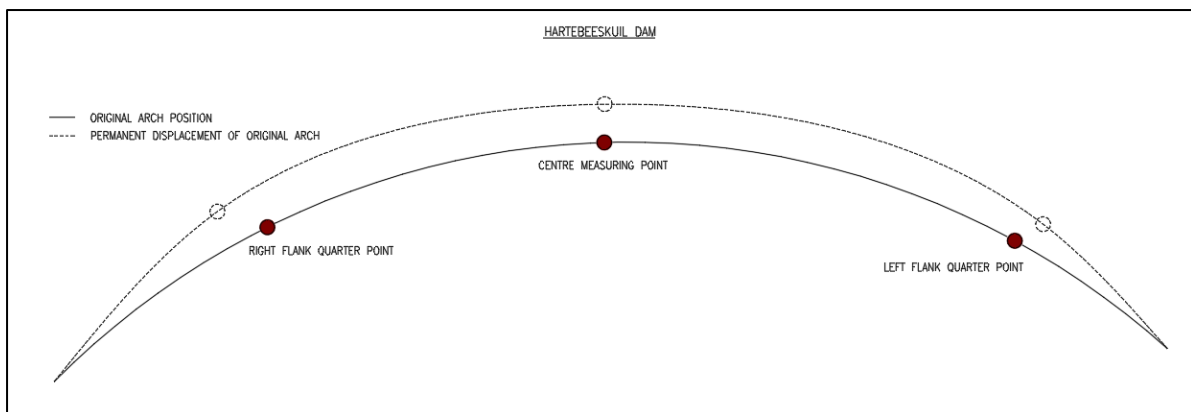 HARTEBEESKUIL DAM
ORIGINAL ARCH POSITION
PERMANENT DISPLACEMENT OF ORIGINAL ARCH
CENTRE MEASURING POINT
RIGHT FLANK QUARTER POINT
LEFT FLANK QUARTER POINT